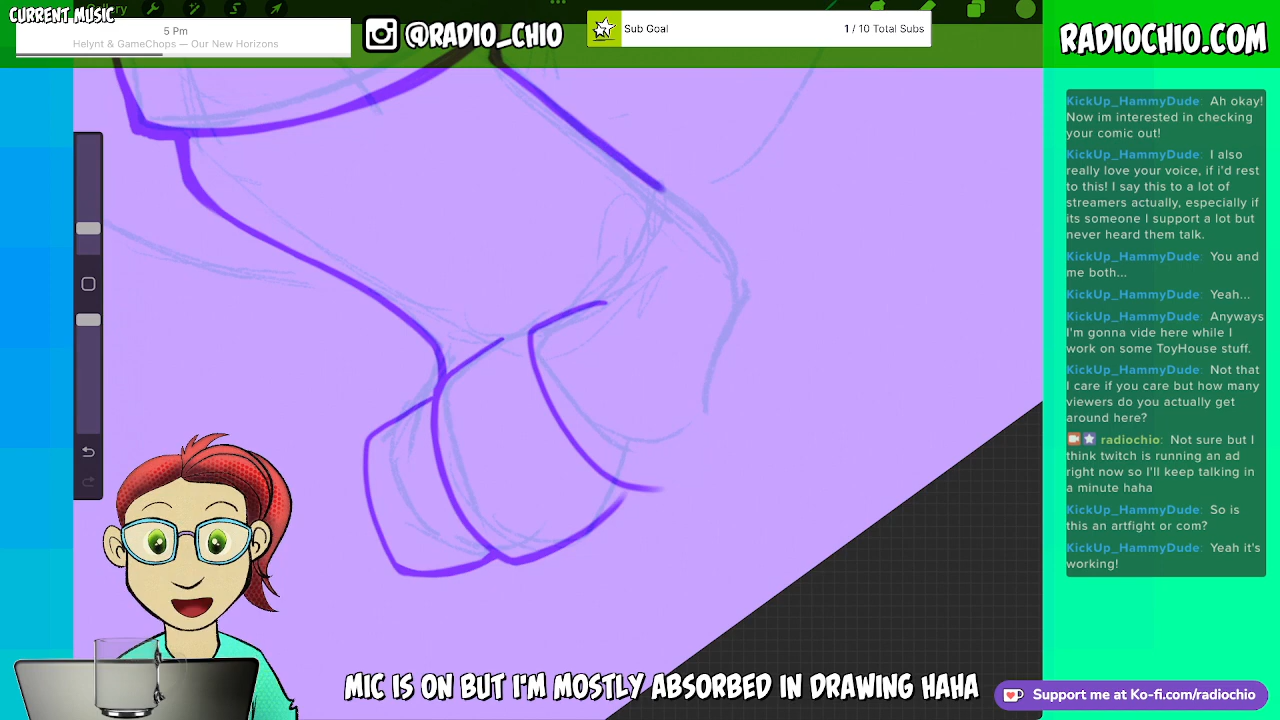 CURRENT MUSIC
Gallery
5 Pm
Helynt & GameChops — Our New Horizons
@RADIO_CHIO
Sub Goal
1 / 10 Total Subs
RADIOCHIO.COM
KickUp_HammyDude: Ah okay!
Now im interested in checking
your comic out!
KickUp_HammyDude: I also
really love your voice, if i'd rest
to this! I say this to a lot of
streamers actually, especially if
its someone I support a lot but
never heard them talk.
KickUp_HammyDude: You and
me both...
KickUp_HammyDude: Yeah...
KickUp_HammyDude: Anyways
I'm gonna vide here while I
work on some ToyHouse stuff.
KickUp_HammyDude: Not that
I care if you care but how many
viewers do you actually get
around here?
radiochio: Not sure but I
think twitch is running an ad
right now so I'll keep talking in
a minute haha
KickUp_HammyDude: So is
this an artfight or com?
KickUp_HammyDude: Yeah it's
working!
MIC IS ON BUT I'M MOSTLY ABSORBED IN DRAWING HAHA
Support me at Ko-fi.com/radiochio